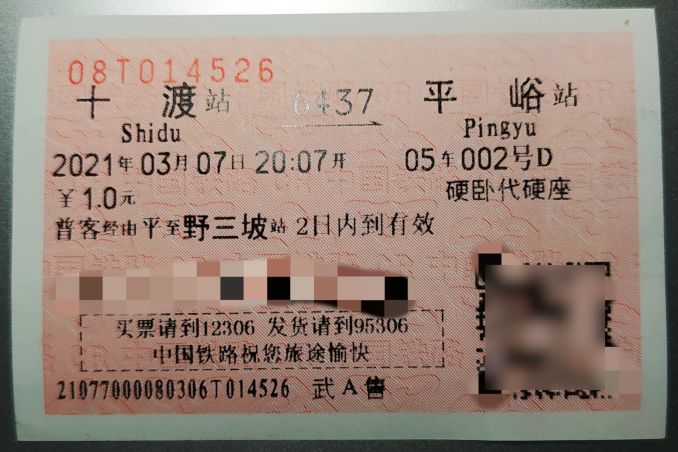 08T014526
十渡站 6437 平峪站
Shidu Pingyu
2021年03月07日 20:07开 05车002号D
￥1.0元 硬卧代硬座
普客 经由 平至野三坡站 2日内到有效
买票请到12306 发货请到95306
中国铁路祝您旅途愉快
21077000080306T014526 武A售